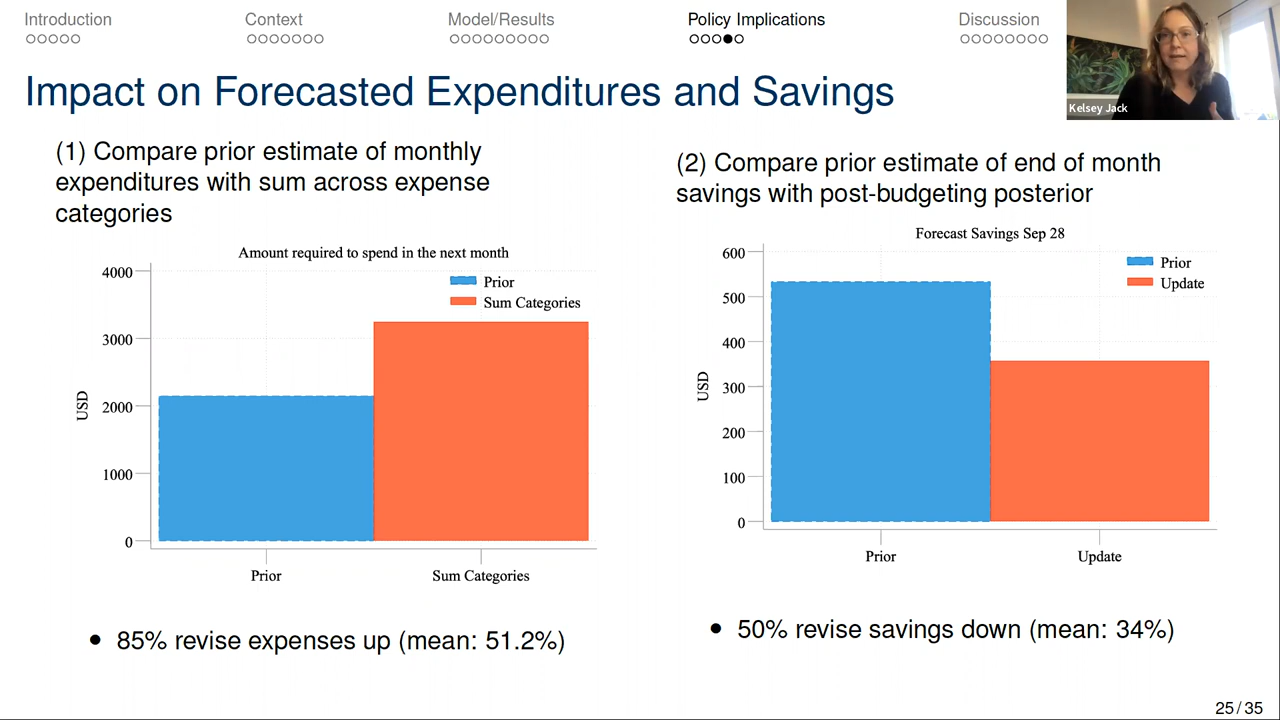 Introduction
Context
Model/Results
Policy Implications
Discussion
Kelsey Jack
Impact on Forecasted Expenditures and Savings
(1) Compare prior estimate of monthly
expenditures with sum across expense
categories
Amount required to spend in the next month
Prior
Sum Categories
4000
3000
2000
1000
0
USD
Prior
Sum Categories
• 85% revise expenses up (mean: 51.2%)
(2) Compare prior estimate of end of month
savings with post-budgeting posterior
Forecast Savings Sep 28
Prior
Update
600
500
400
300
200
100
0
USD
Prior
Update
• 50% revise savings down (mean: 34%)
25 / 35